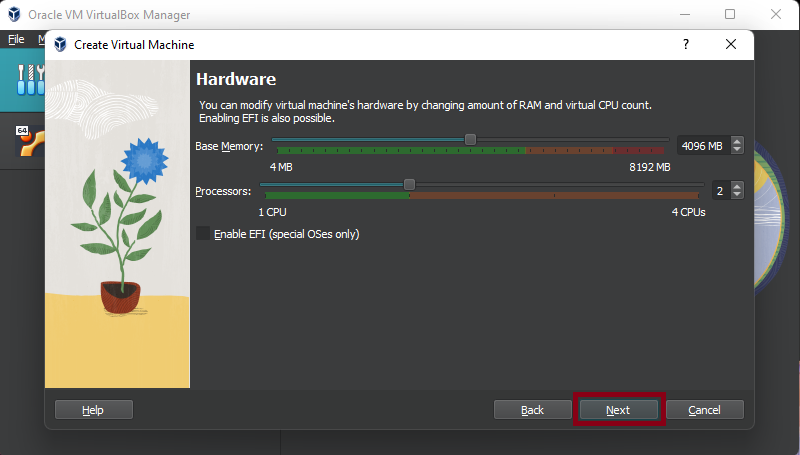 Oracle VM VirtualBox Manager
File M
Create Virtual Machine ?
64
Hardware
You can modify virtual machine's hardware by changing amount of RAM and virtual CPU count.
Enabling EFI is also possible.
Base Memory: 4096 MB
4 MB 8192 MB
Processors: 2
1 CPU 4 CPUs
Enable EFI (special OSes only)
Help Back Next Cancel